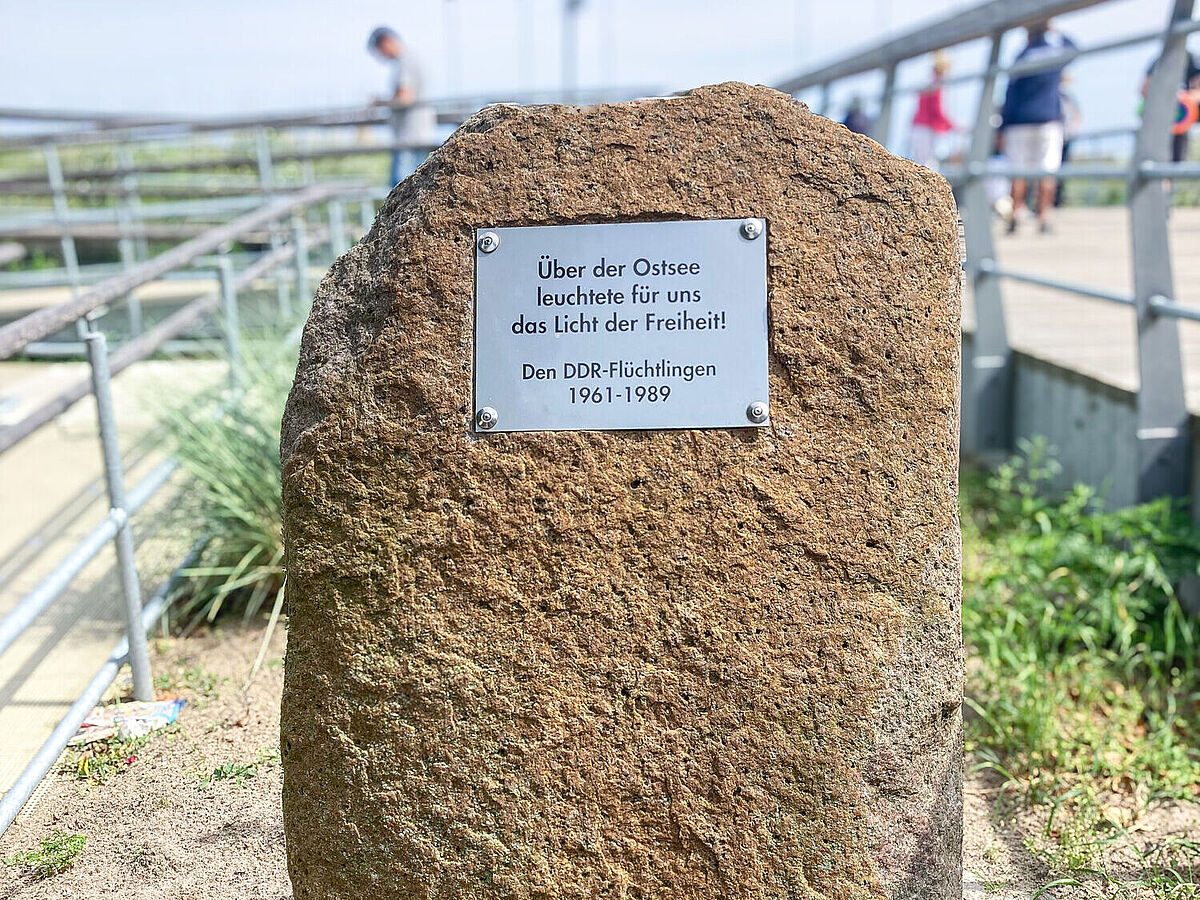 Über der Ostsee
leuchtete für uns
das Licht der Freiheit!
Den DDR-Flüchtlingen
1961-1989